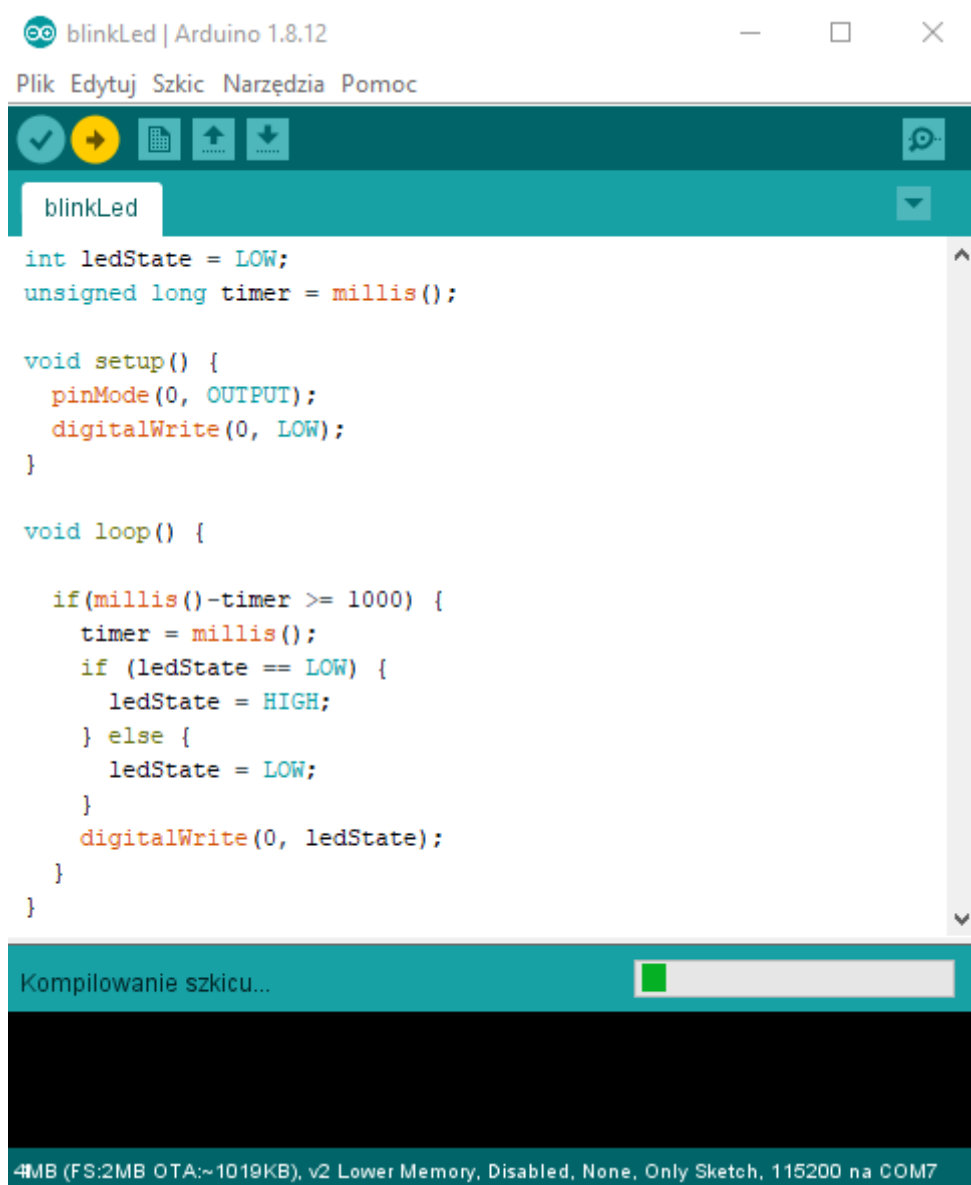 blinkLed | Arduino 1.8.12
Plik Edytuj Szkic Narzędzia Pomoc
blinkLed
int ledState = LOW;
unsigned long timer = millis();
void setup() {
  pinMode(0, OUTPUT);
  digitalWrite(0, LOW);
}
void loop() {
  if(millis()-timer >= 1000) {
    timer = millis();
    if (ledState == LOW) {
      ledState = HIGH;
    } else {
      ledState = LOW;
    }
    digitalWrite(0, ledState);
  }
}
Kompilowanie szkicu...
(FS:2MB OTA:~1019KB), v2 Lower Memory, Disabled, None, Only Sketch, 115200 na COM7